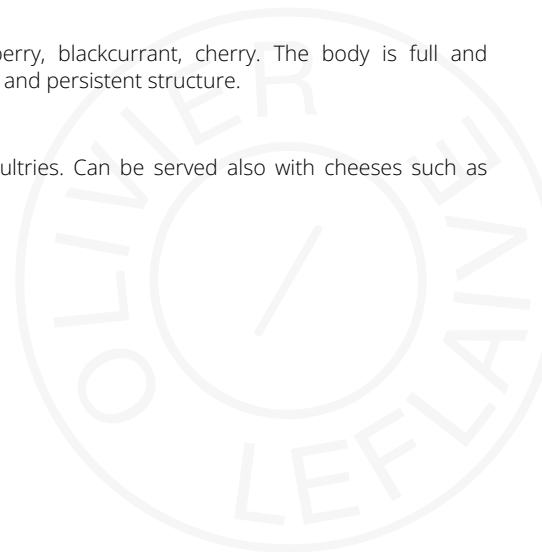 berry, blackcurrant, cherry. The body is full and
and persistent structure.
ultries. Can be served also with cheeses such as
OLIVIER
LEFLAIVE